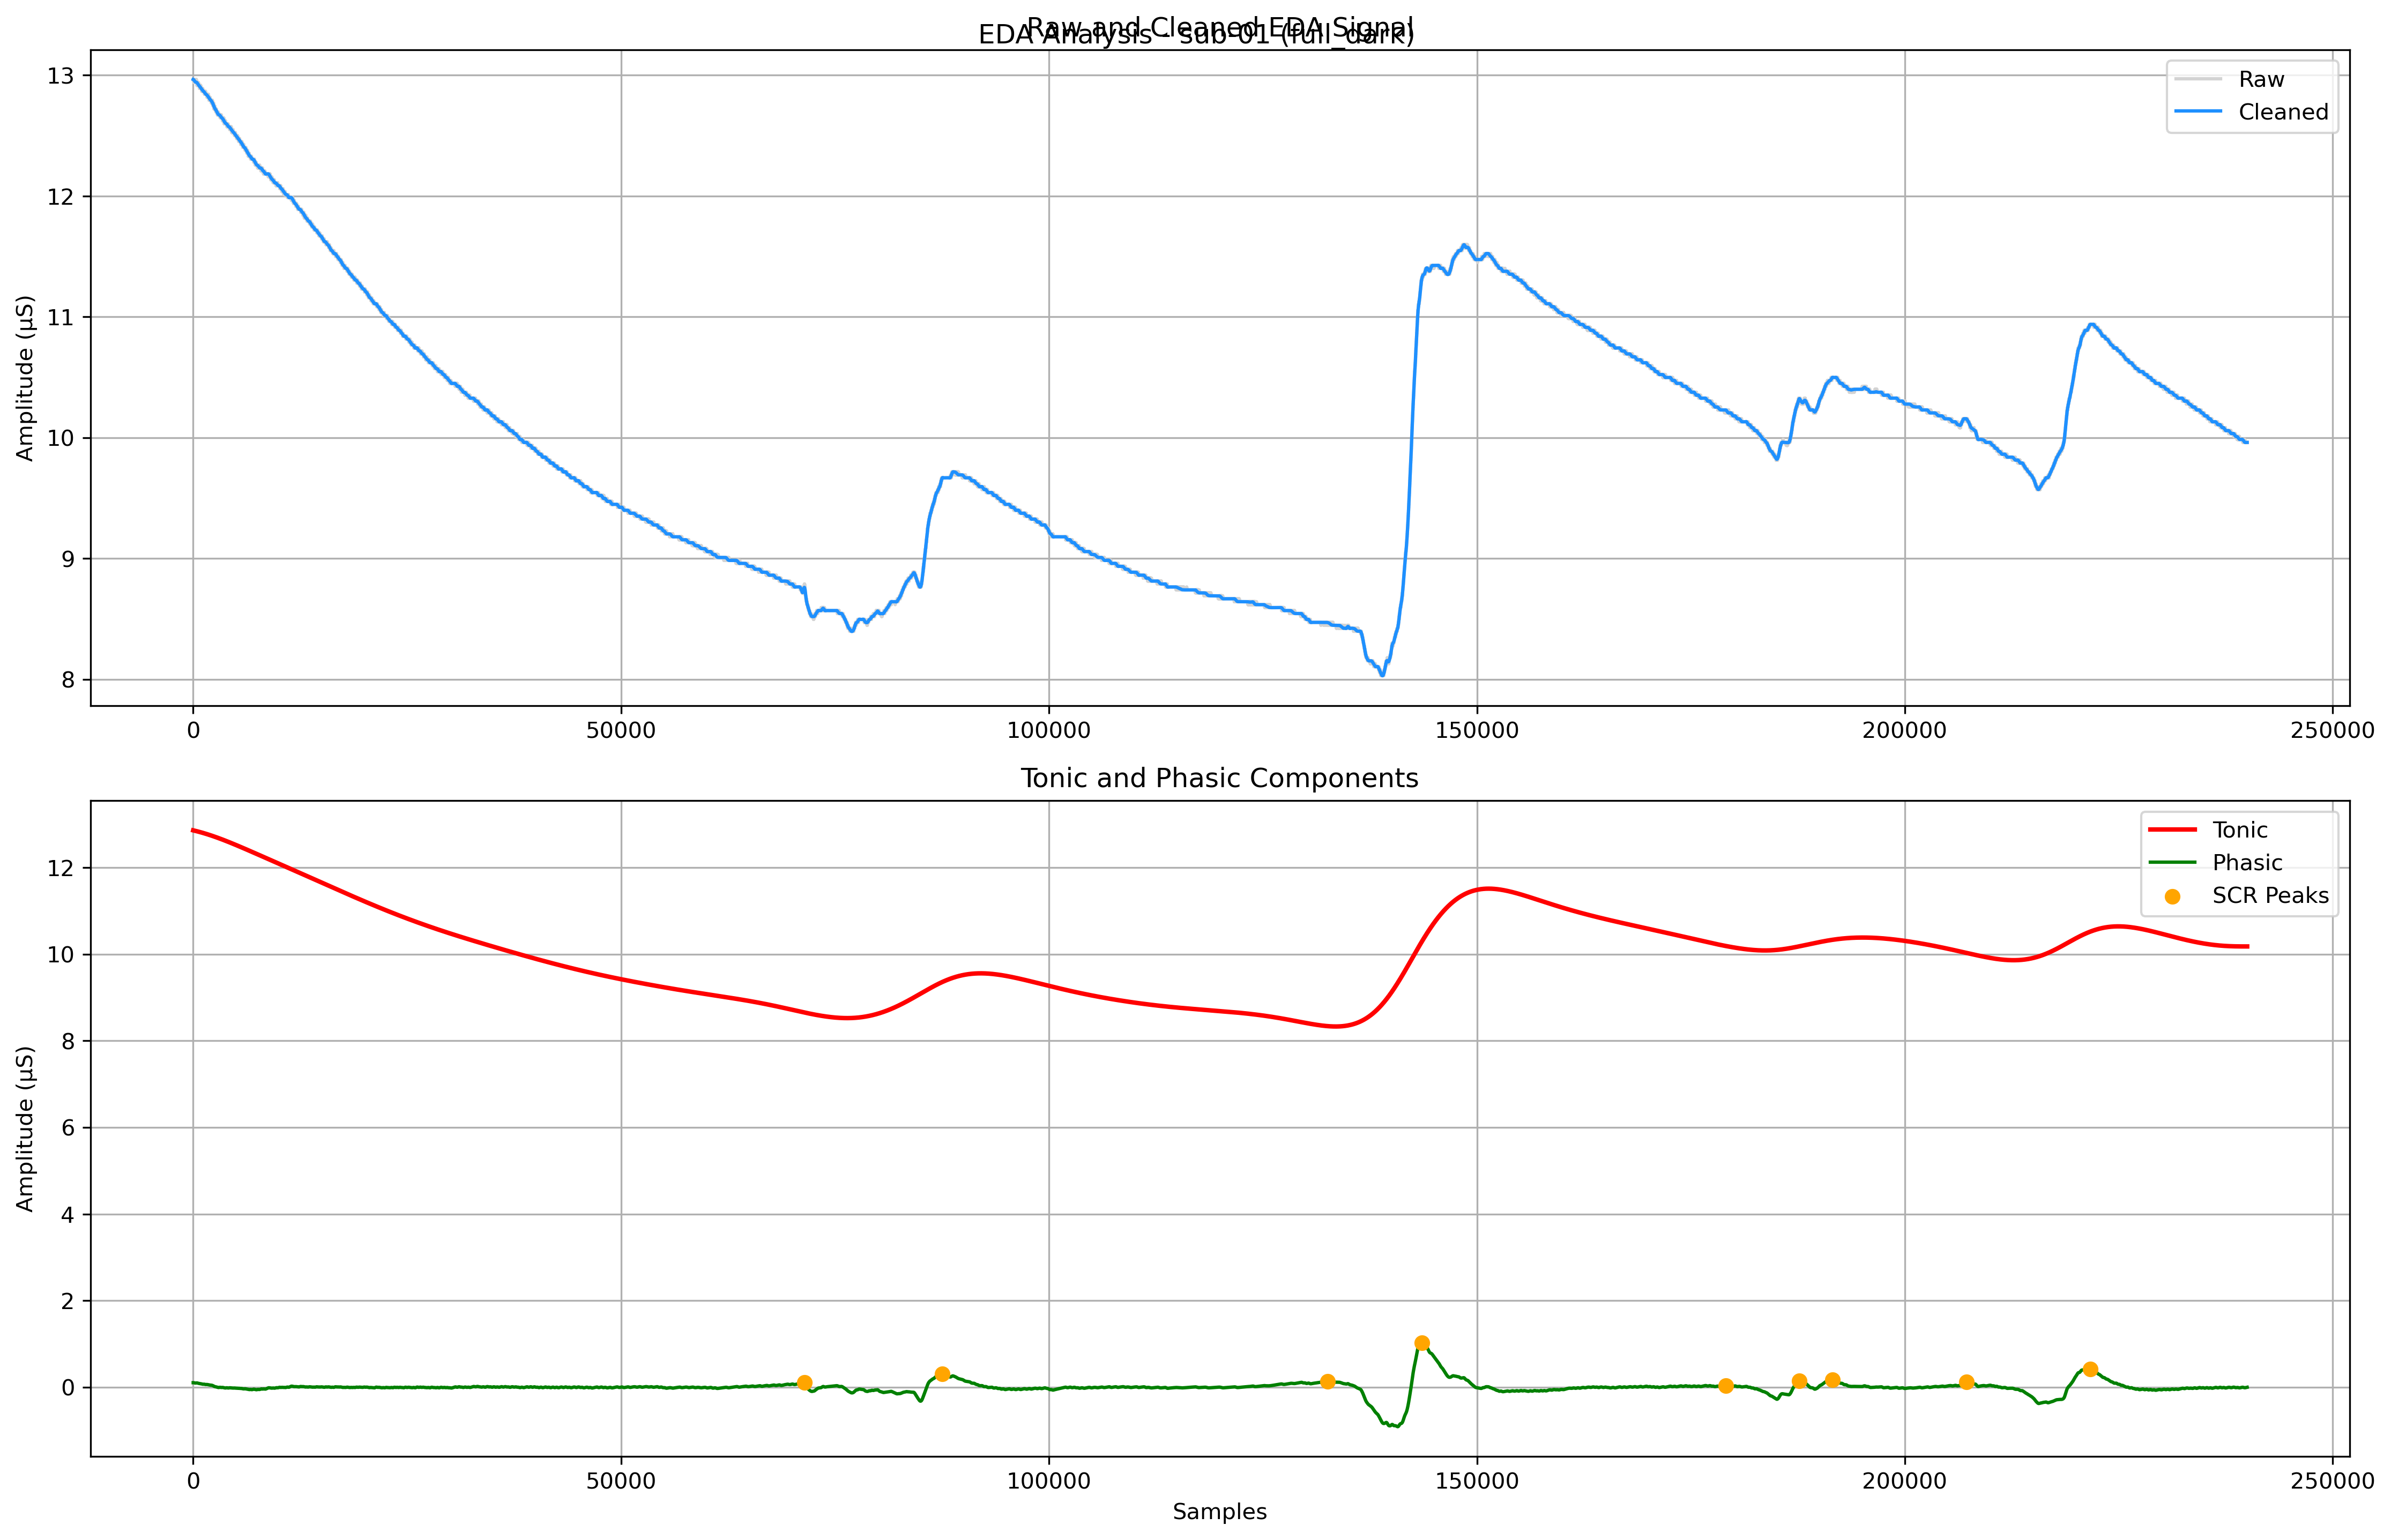 Raw and Cleaned EDA Signal
EDA Analysis - sub-01 (full_dark)
Amplitude (µS)
13
12
11
10
9
8
Raw
Cleaned
0
50000
100000
150000
200000
250000
Tonic and Phasic Components
Amplitude (µS)
12
10
8
6
4
2
0
Tonic
Phasic
SCR Peaks
0
50000
100000
150000
200000
250000
Samples